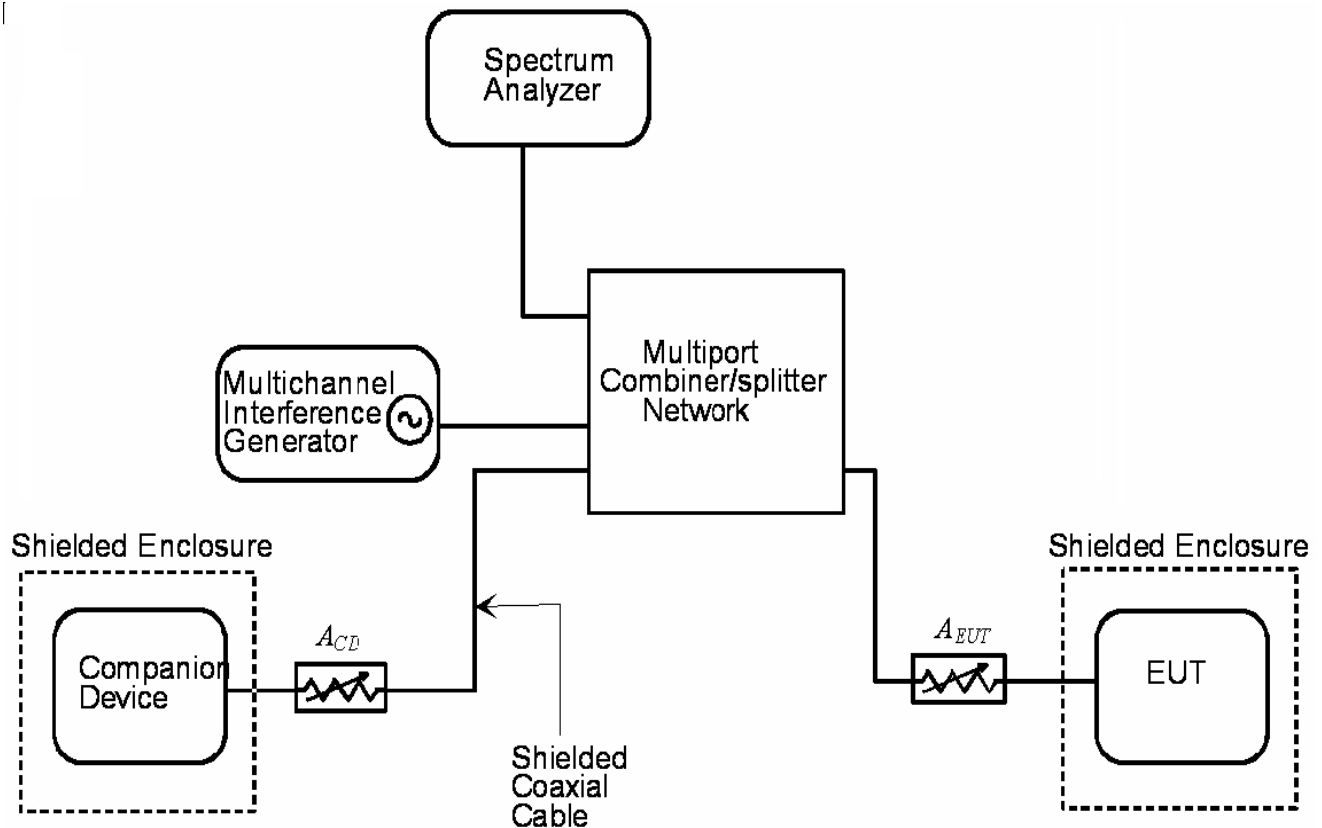 Spectrum
Analyzer
Multiport
Combiner/splitter
Network
Multichannel
Interference
Generator
Shielded Enclosure
Companion
Device
A_CD
Shielded
Coaxial
Cable
A_EUT
Shielded Enclosure
EUT